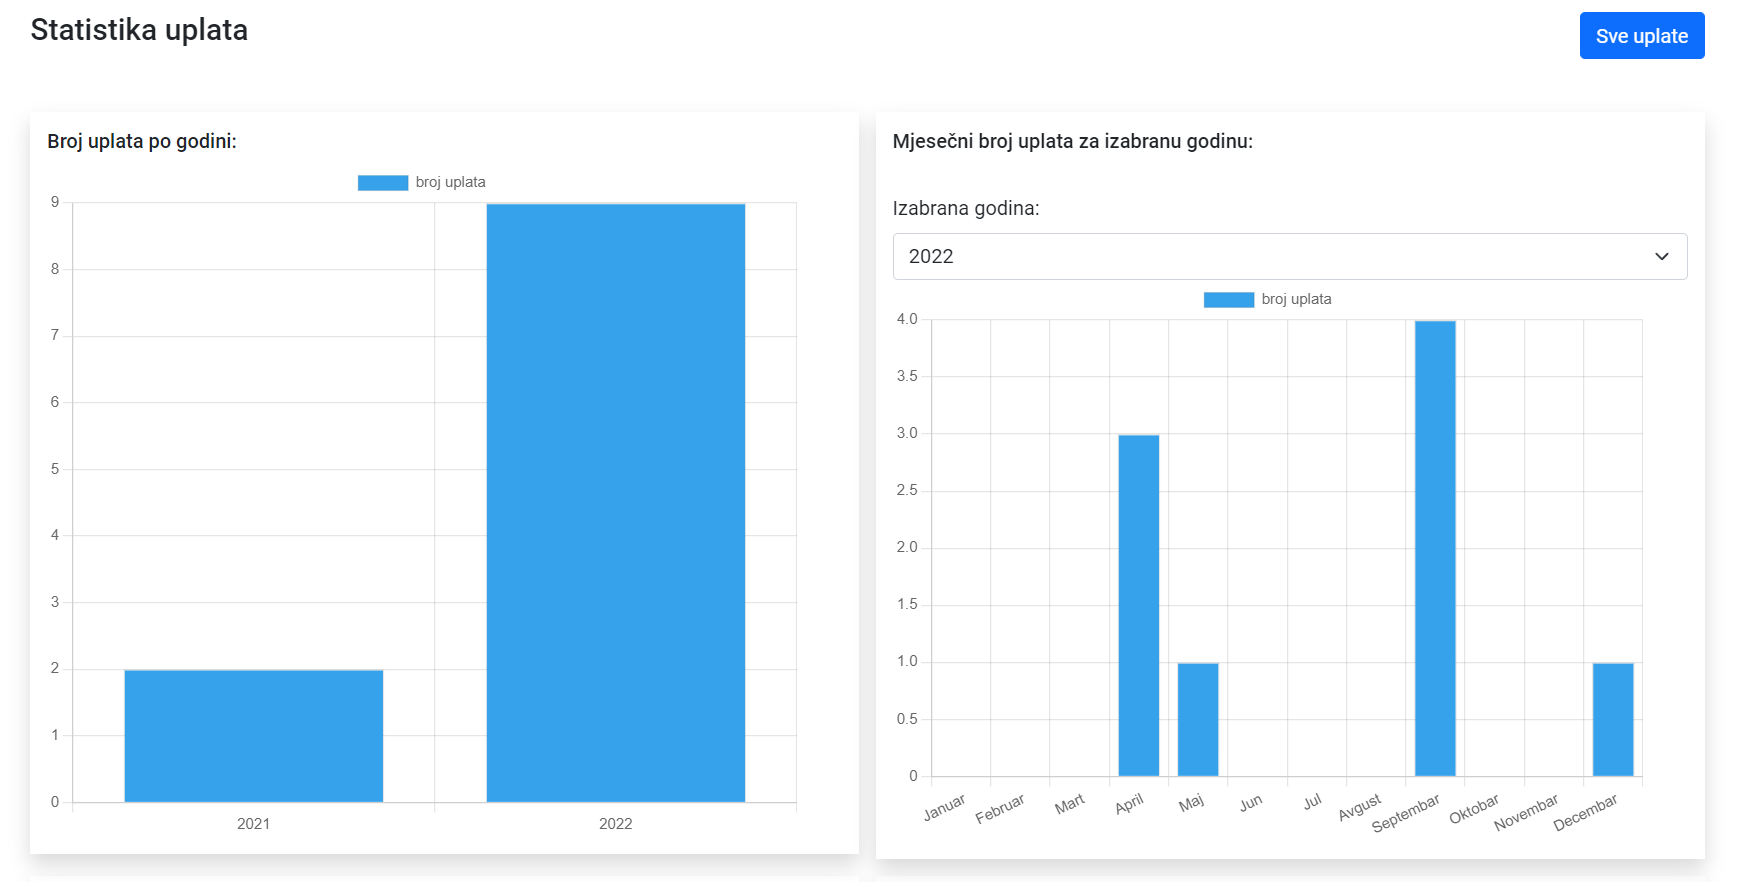 Statistika uplata
Sve uplate
Broj uplata po godini:
broj uplata
9
8
7
6
5
4
3
2
1
0
2021
2022
Mjesečni broj uplata za izabranu godinu:
Izabrana godina:
2022
broj uplata
4.0
3.5
3.0
2.5
2.0
1.5
1.0
0.5
0
Januar
Februar
Mart
April
Maj
Jun
Jul
Avgust
Septembar
Oktobar
Novembar
Decembar